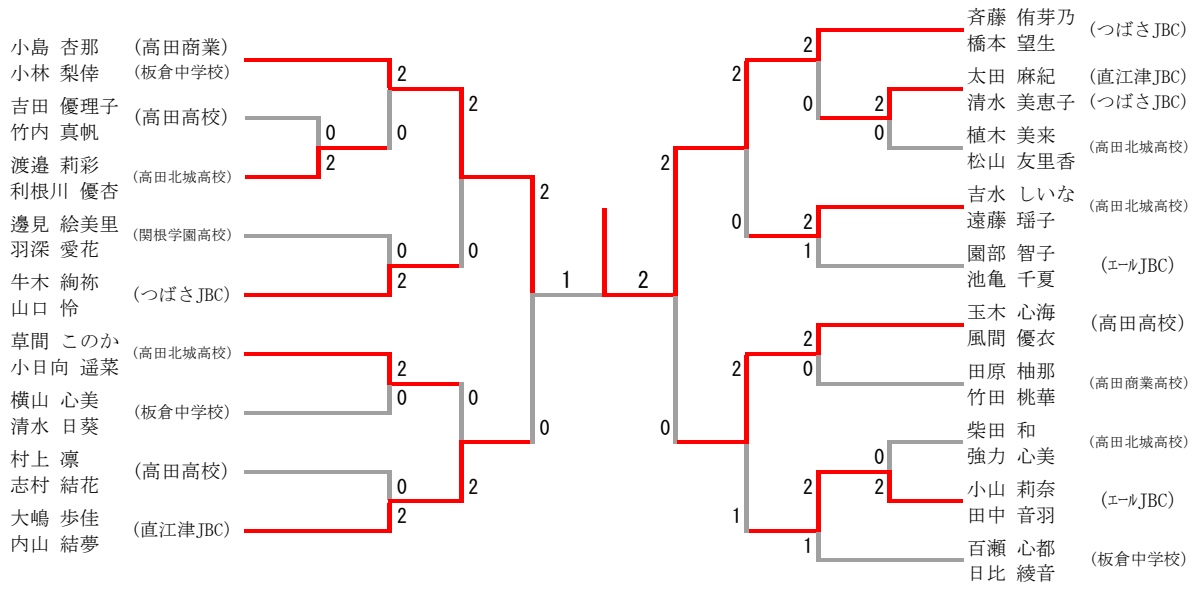 小島 杏那 (高田商業)
小林 梨倖 (板倉中学校)
2
吉田 優理子
竹内 真帆
(高田高校)
0
0
2
渡邉 莉彩
利根川 優杏
(高田北城高校)
2
邊見 絵美里
羽深 愛花
(関根学園高校)
0
0
牛木 絢祢
山口 怜
(つばさJBC)
2
2
草間 このか
小日向 遥菜
(高田北城高校)
2
横山 心美
清水 日葵
(板倉中学校)
0
0
村上 凛
志村 結花
(高田高校)
0
0
大嶋 歩佳
内山 結夢
(直江津JBC)
2
2
1
2
斉藤 侑芽乃
橋本 望生
(つばさJBC)
2
太田 麻紀 (直江津JBC)
清水 美恵子 (つばさJBC)
2
2
0
植木 美来
松山 友里香
(高田北城高校)
0
2
吉水 しいな
遠藤 瑶子
(高田北城高校)
2
0
園部 智子
池亀 千夏
(ｴｰﾙJBC)
1
玉木 心海
風間 優衣
(高田高校)
2
2
田原 柚那
竹田 桃華
(高田商業高校)
0
柴田 和
強力 心美
(高田北城高校)
0
0
小山 莉奈
田中 音羽
(ｴｰﾙJBC)
2
2
1
百瀬 心都
日比 綾音
(板倉中学校)
1